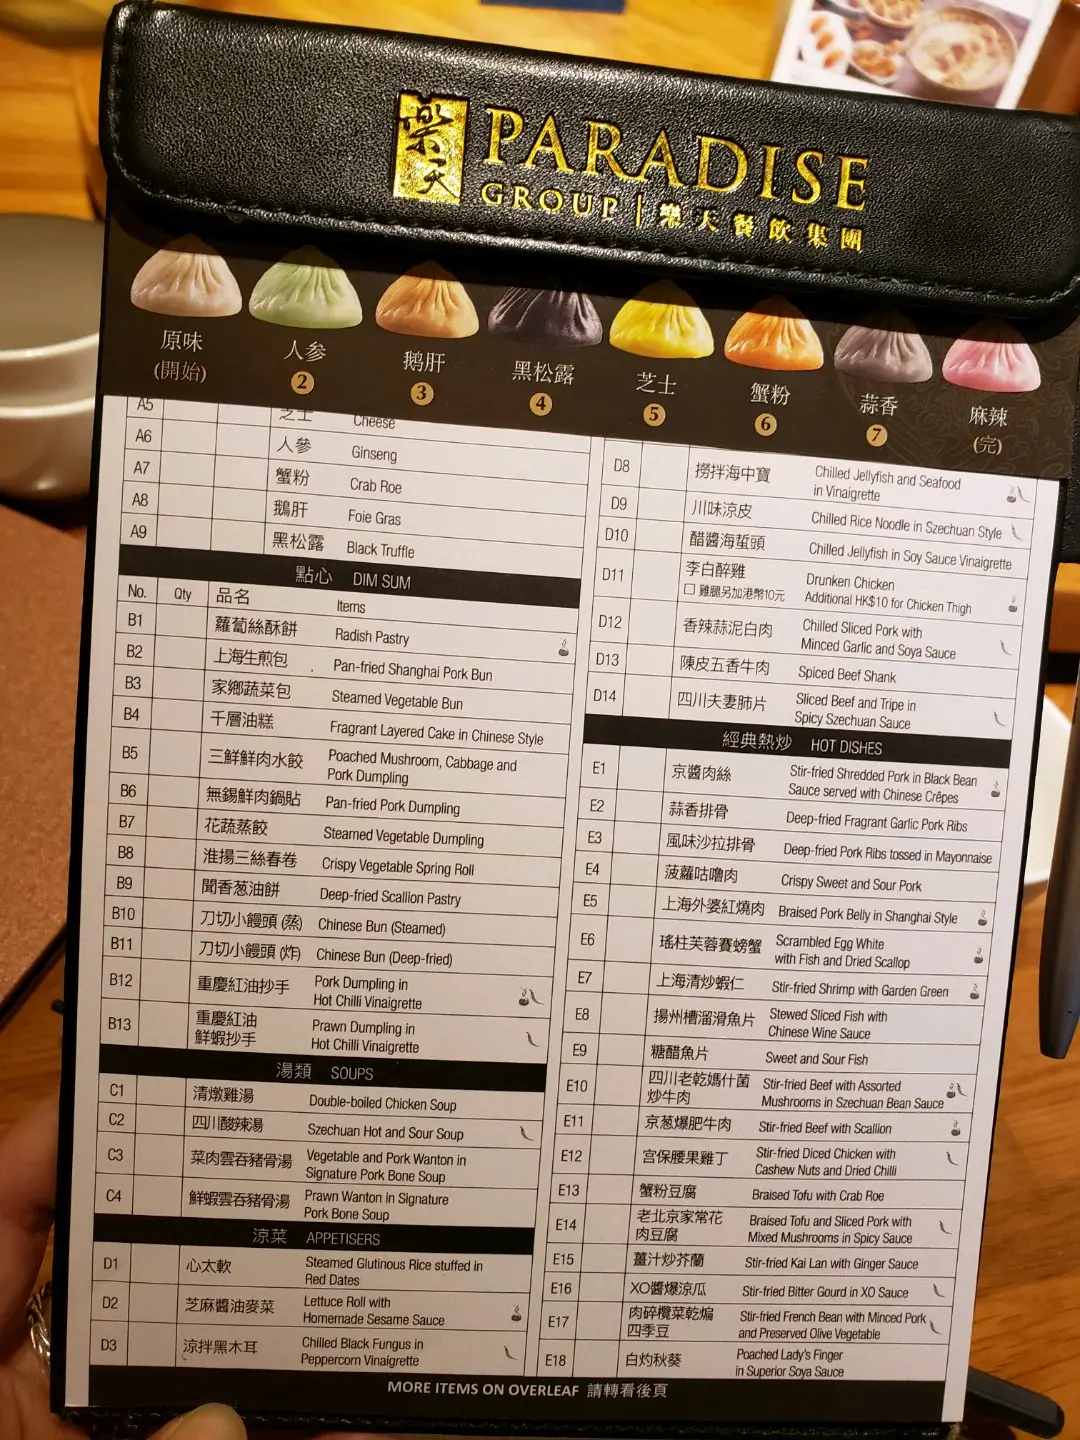 樂天 PARADISE
GROUP | 樂天餐飲集團
原味 人参 鹅肝 黑松露 芝士 蟹粉 蒜香 麻辣
(開始) 2 3 4 5 6 7 (完)
A5 芝士 Cheese
A6 人參 Ginseng
A7 蟹粉 Crab Roe
A8 鵝肝 Foie Gras
A9 黑松露 Black Truffle
點心 DIM SUM
No. Qty 品名 Items
B1 蘿蔔絲酥餅 Radish Pastry
B2 上海生煎包 Pan-fried Shanghai Pork Bun
B3 家鄉蔬菜包 Steamed Vegetable Bun
B4 千層油糕 Fragrant Layered Cake in Chinese Style
B5 三鮮鮮肉水餃 Poached Mushroom, Cabbage and
Pork Dumpling
B6 無錫鮮肉鍋貼 Pan-fried Pork Dumpling
B7 花蔬蒸餃 Steamed Vegetable Dumpling
B8 淮揚三絲春卷 Crispy Vegetable Spring Roll
B9 聞香葱油餅 Deep-fried Scallion Pastry
B10 刀切小饅頭 (蒸) Chinese Bun (Steamed)
B11 刀切小饅頭 (炸) Chinese Bun (Deep-fried)
B12 重慶紅油抄手 Pork Dumpling in
Hot Chilli Vinaigrette
B13 重慶紅油 Prawn Dumpling in
鮮蝦抄手 Hot Chilli Vinaigrette
湯類 SOUPS
C1 清燉雞湯 Double-boiled Chicken Soup
C2 四川酸辣湯 Szechuan Hot and Sour Soup
C3 菜肉雲吞豬骨湯 Vegetable and Pork Wanton in
Signature Pork Bone Soup
C4 鮮蝦雲吞豬骨湯 Prawn Wanton in Signature
Pork Bone Soup
涼菜 APPETISERS
D1 心太軟 Steamed Glutinous Rice stuffed in
Red Dates
D2 芝麻醬油麥菜 Lettuce Roll with
Homemade Sesame Sauce
D3 涼拌黑木耳 Chilled Black Fungus in
Peppercorn Vinaigrette
D8 撈拌海中寶 Chilled Jellyfish and Seafood
in Vinaigrette
D9 川味涼皮 Chilled Rice Noodle in Szechuan Style
D10 醋醬海蜇頭 Chilled Jellyfish in Soy Sauce Vinaigrette
D11 李白醉雞 Drunken Chicken
□ 雞腿另加港幣10元 Additional HK$10 for Chicken Thigh
D12 香辣蒜泥白肉 Chilled Sliced Pork with
Minced Garlic and Soya Sauce
D13 陳皮五香牛肉 Spiced Beef Shank
D14 四川夫妻肺片 Sliced Beef and Tripe in
Spicy Szechuan Sauce
經典熱炒 HOT DISHES
E1 京醬肉絲 Stir-fried Shredded Pork in Black Bean
Sauce served with Chinese Crêpes
E2 蒜香排骨 Deep-fried Fragrant Garlic Pork Ribs
E3 風味沙拉排骨 Deep-fried Pork Ribs tossed in Mayonnaise
E4 菠蘿咕嚕肉 Crispy Sweet and Sour Pork
E5 上海外婆紅燒肉 Braised Pork Belly in Shanghai Style
E6 瑤柱芙蓉賽螃蟹 Scrambled Egg White
with Fish and Dried Scallop
E7 上海清炒蝦仁 Stir-fried Shrimp with Garden Green
E8 揚州槽溜滑魚片 Stewed Sliced Fish with
Chinese Wine Sauce
E9 糖醋魚片 Sweet and Sour Fish
E10 四川老乾媽什菌 Stir-fried Beef with Assorted
炒牛肉 Mushrooms in Szechuan Bean Sauce
E11 京葱爆肥牛肉 Stir-fried Beef with Scallion
E12 宮保腰果雞丁 Stir-fried Diced Chicken with
Cashew Nuts and Dried Chilli
E13 蟹粉豆腐 Braised Tofu with Crab Roe
E14 老北京家常花 Braised Tofu and Sliced Pork with
肉豆腐 Mixed Mushrooms in Spicy Sauce
E15 薑汁炒芥蘭 Stir-fried Kai Lan with Ginger Sauce
E16 XO醬爆涼瓜 Stir-fried Bitter Gourd in XO Sauce
E17 肉碎欖菜乾煸 Stir-fried French Bean with Minced Pork
四季豆 and Preserved Olive Vegetable
E18 白灼秋葵 Poached Lady's Finger
in Superior Soya Sauce
MORE ITEMS ON OVERLEAF 請轉看後頁